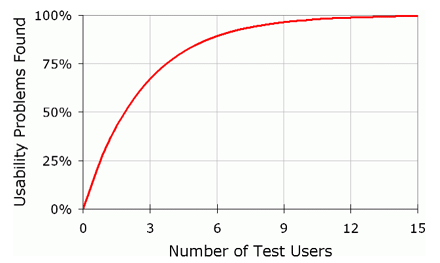 100%
75%
50%
25%
0%
Usability Problems Found
0 3 6 9 12 15
Number of Test Users